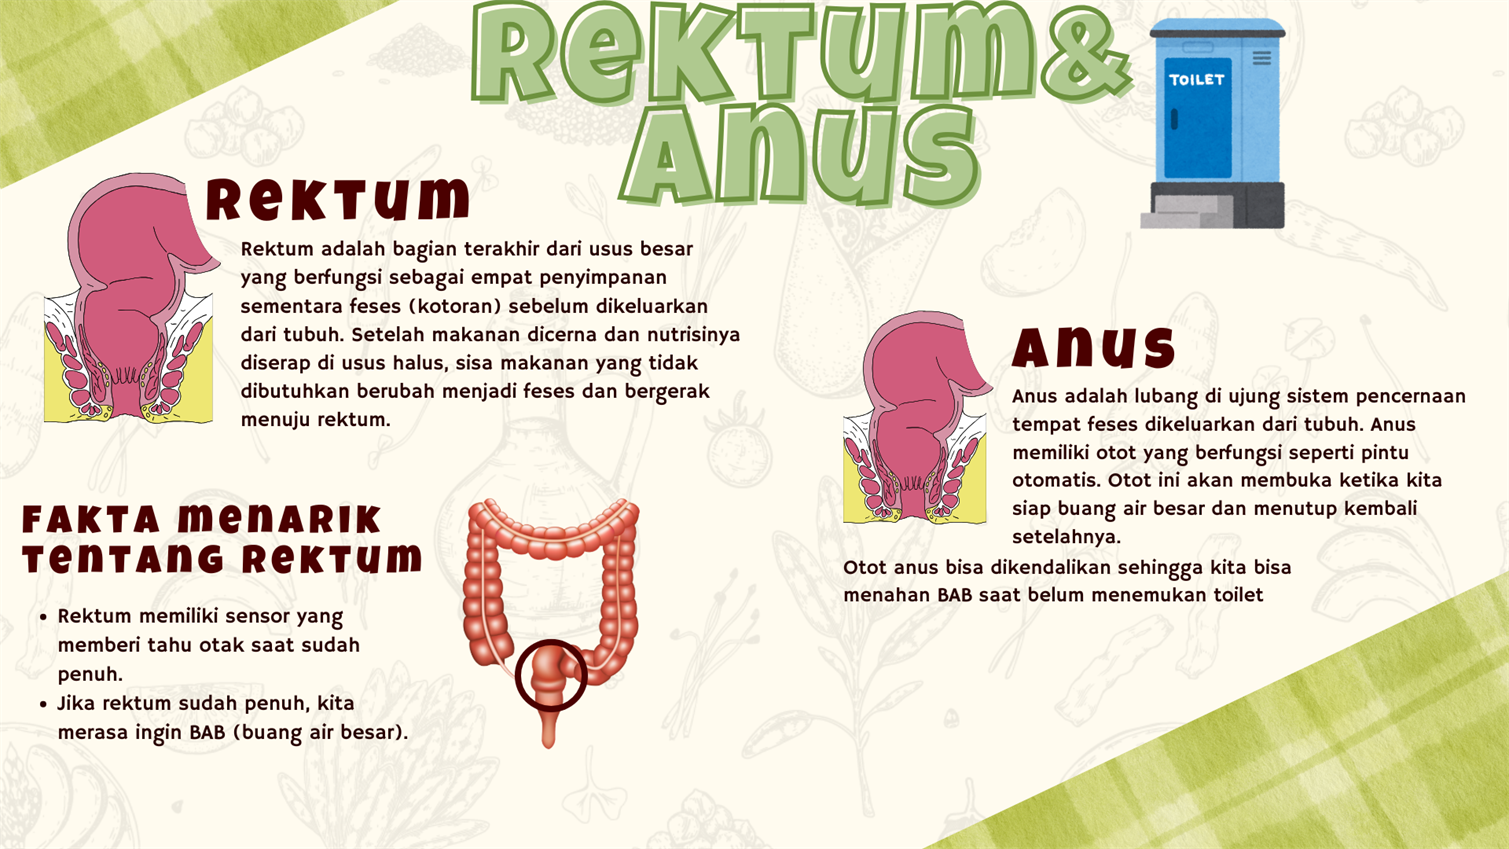 Rektum &
Anus
TOILET
Rektum
Rektum adalah bagian terakhir dari usus besar
yang berfungsi sebagai empat penyimpanan
sementara feses (kotoran) sebelum dikeluarkan
dari tubuh. Setelah makanan dicerna dan nutrisinya
diserap di usus halus, sisa makanan yang tidak
dibutuhkan berubah menjadi feses dan bergerak
menuju rektum.
Fakta menarik
tentang Rektum
• Rektum memiliki sensor yang
memberi tahu otak saat sudah
penuh.
• Jika rektum sudah penuh, kita
merasa ingin BAB (buang air besar).
Anus
Anus adalah lubang di ujung sistem pencernaan
tempat feses dikeluarkan dari tubuh. Anus
memiliki otot yang berfungsi seperti pintu
otomatis. Otot ini akan membuka ketika kita
siap buang air besar dan menutup kembali
setelahnya.
Otot anus bisa dikendalikan sehingga kita bisa
menahan BAB saat belum menemukan toilet